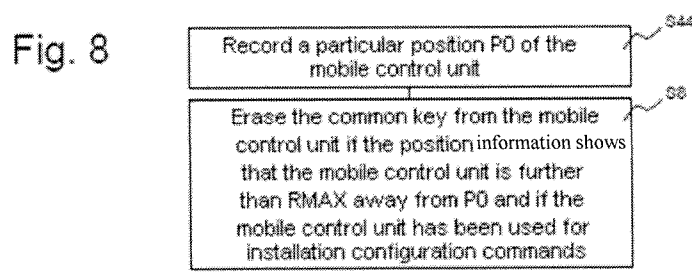 Fig. 8
S44
Record a particular position P0 of the
mobile control unit
S8
Erase the common key from the mobile
control unit if the position information shows
that the mobile control unit is further
than RMAX away from P0 and if the
mobile control unit has been used for
installation configuration commands